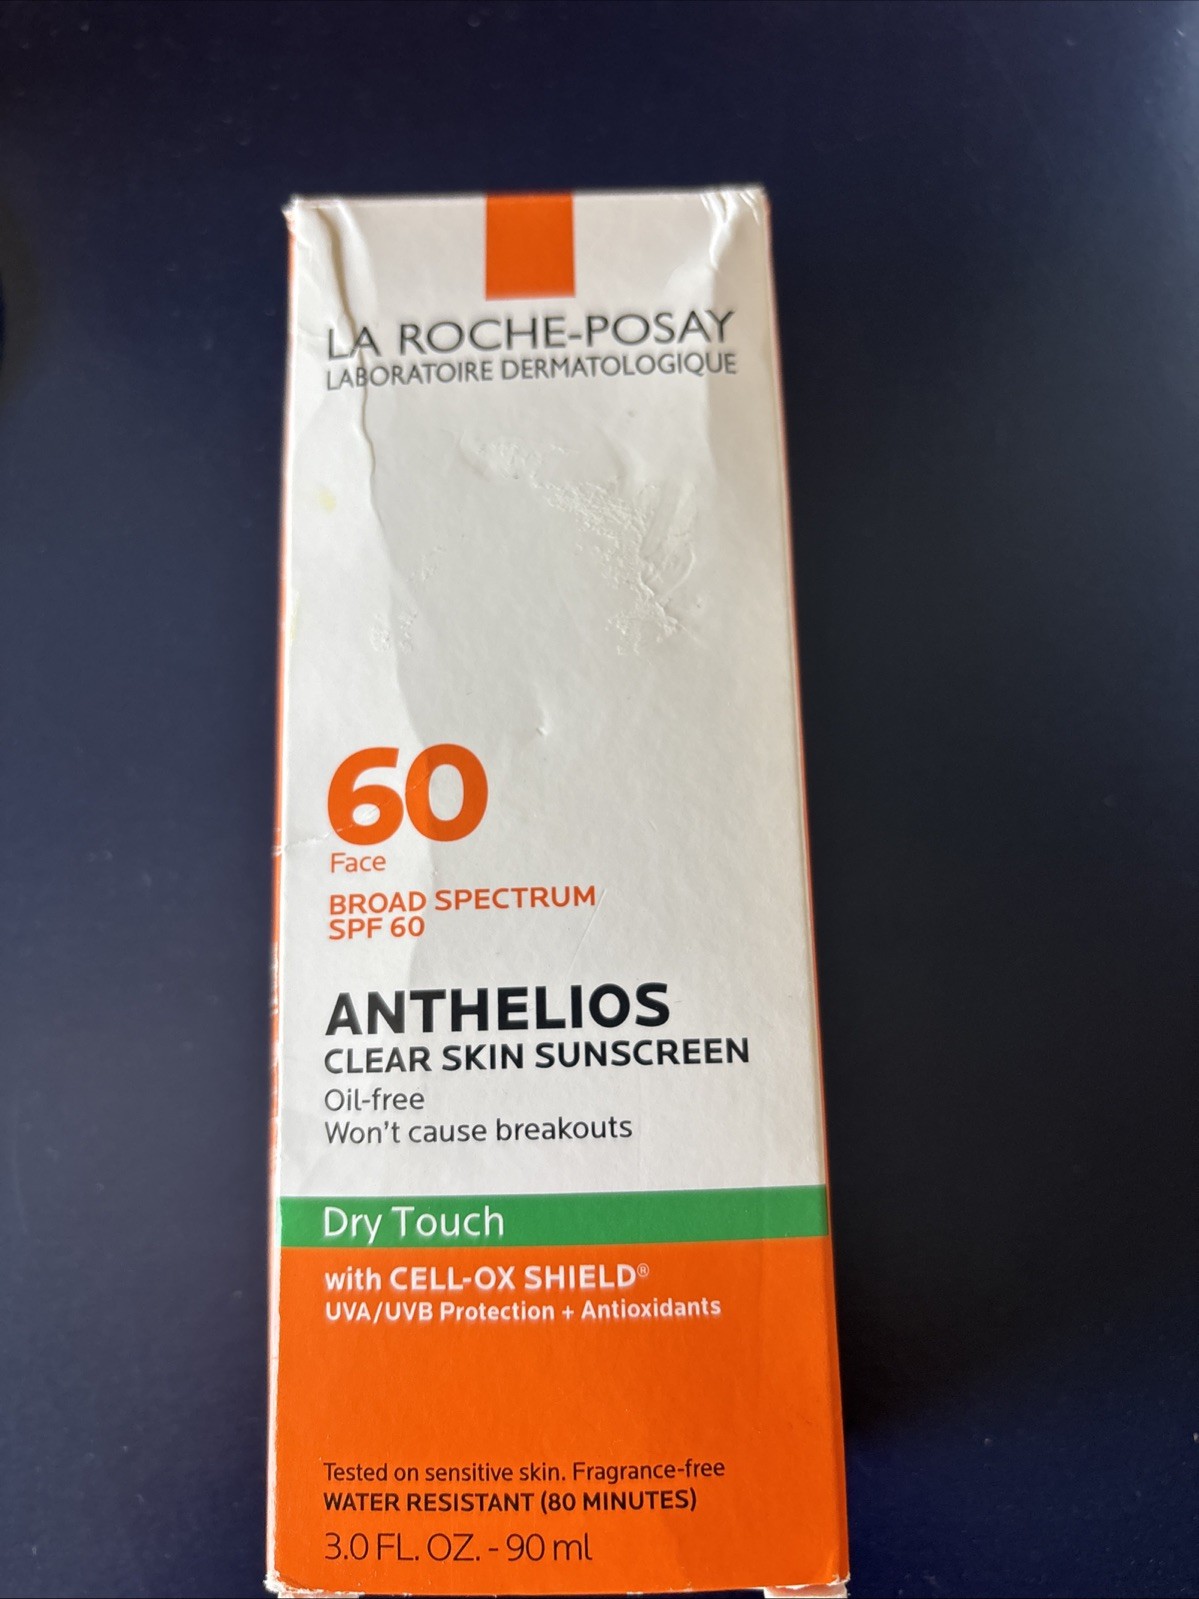 LA ROCHE-POSAY
LABORATOIRE DERMATOLOGIQUE
60
Face
BROAD SPECTRUM
SPF 60
ANTHELIOS
CLEAR SKIN SUNSCREEN
Oil-free
Won't cause breakouts
Dry Touch
with CELL-OX SHIELD®
UVA/UVB Protection + Antioxidants
Tested on sensitive skin. Fragrance-free
WATER RESISTANT (80 MINUTES)
3.0 FL. OZ. - 90 ml